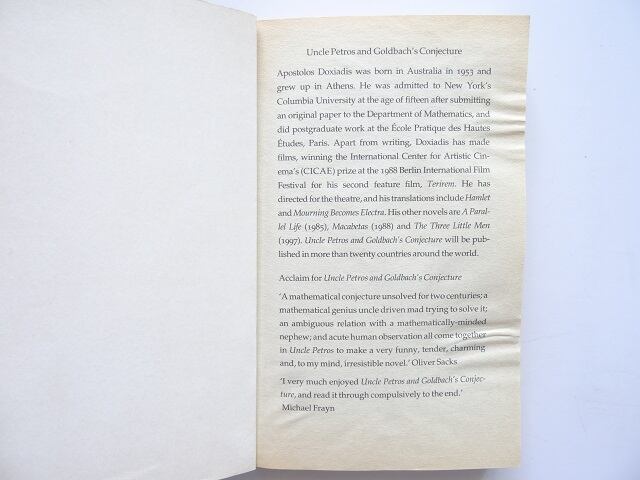 Uncle Petros and Goldbach's Conjecture
Apostolos Doxiadis was born in Australia in 1953 and
grew up in Athens. He was admitted to New York's
Columbia University at the age of fifteen after submitting
an original paper to the Department of Mathematics, and
did postgraduate work at the École Pratique des Hautes
Études, Paris. Apart from writing, Doxiadis has made
films, winning the International Center for Artistic Cin-
ema's (CICAE) prize at the 1988 Berlin International Film
Festival for his second feature film, Terirem. He has
directed for the theatre, and his translations include Hamlet
and Mourning Becomes Electra. His other novels are A Paral-
lel Life (1985), Macabetas (1988) and The Three Little Men
(1997). Uncle Petros and Goldbach's Conjecture will be pub-
lished in more than twenty countries around the world.
Acclaim for Uncle Petros and Goldbach's Conjecture
'A mathematical conjecture unsolved for two centuries; a
mathematical genius uncle driven mad trying to solve it;
an ambiguous relation with a mathematically-minded
nephew; and acute human observation all come together
in Uncle Petros to make a very funny, tender, charming
and, to my mind, irresistible novel.' Oliver Sacks
'I very much enjoyed Uncle Petros and Goldbach's Conjec-
ture, and read it through compulsively to the end.'
Michael Frayn